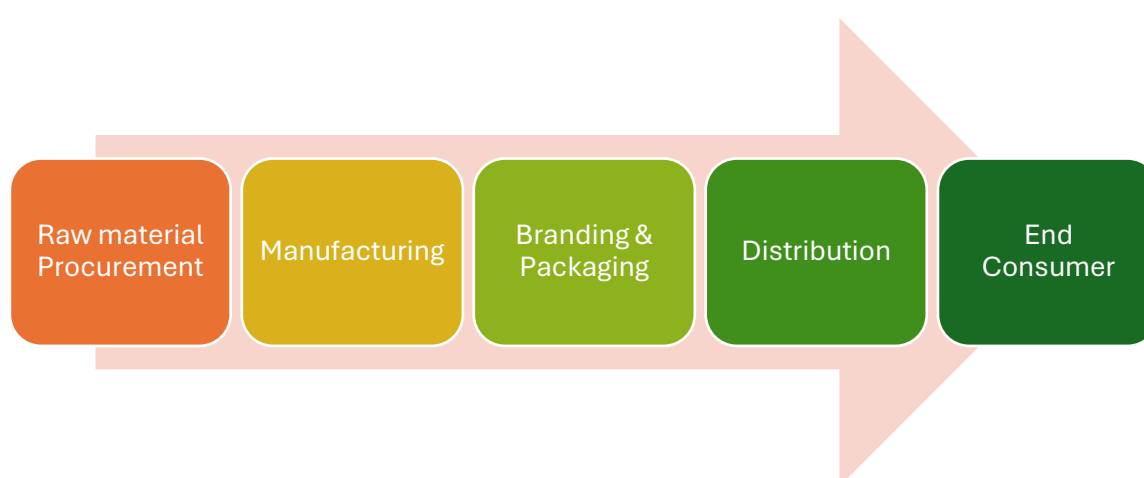 Raw material
Procurement
Manufacturing
Branding &
Packaging
Distribution
End
Consumer